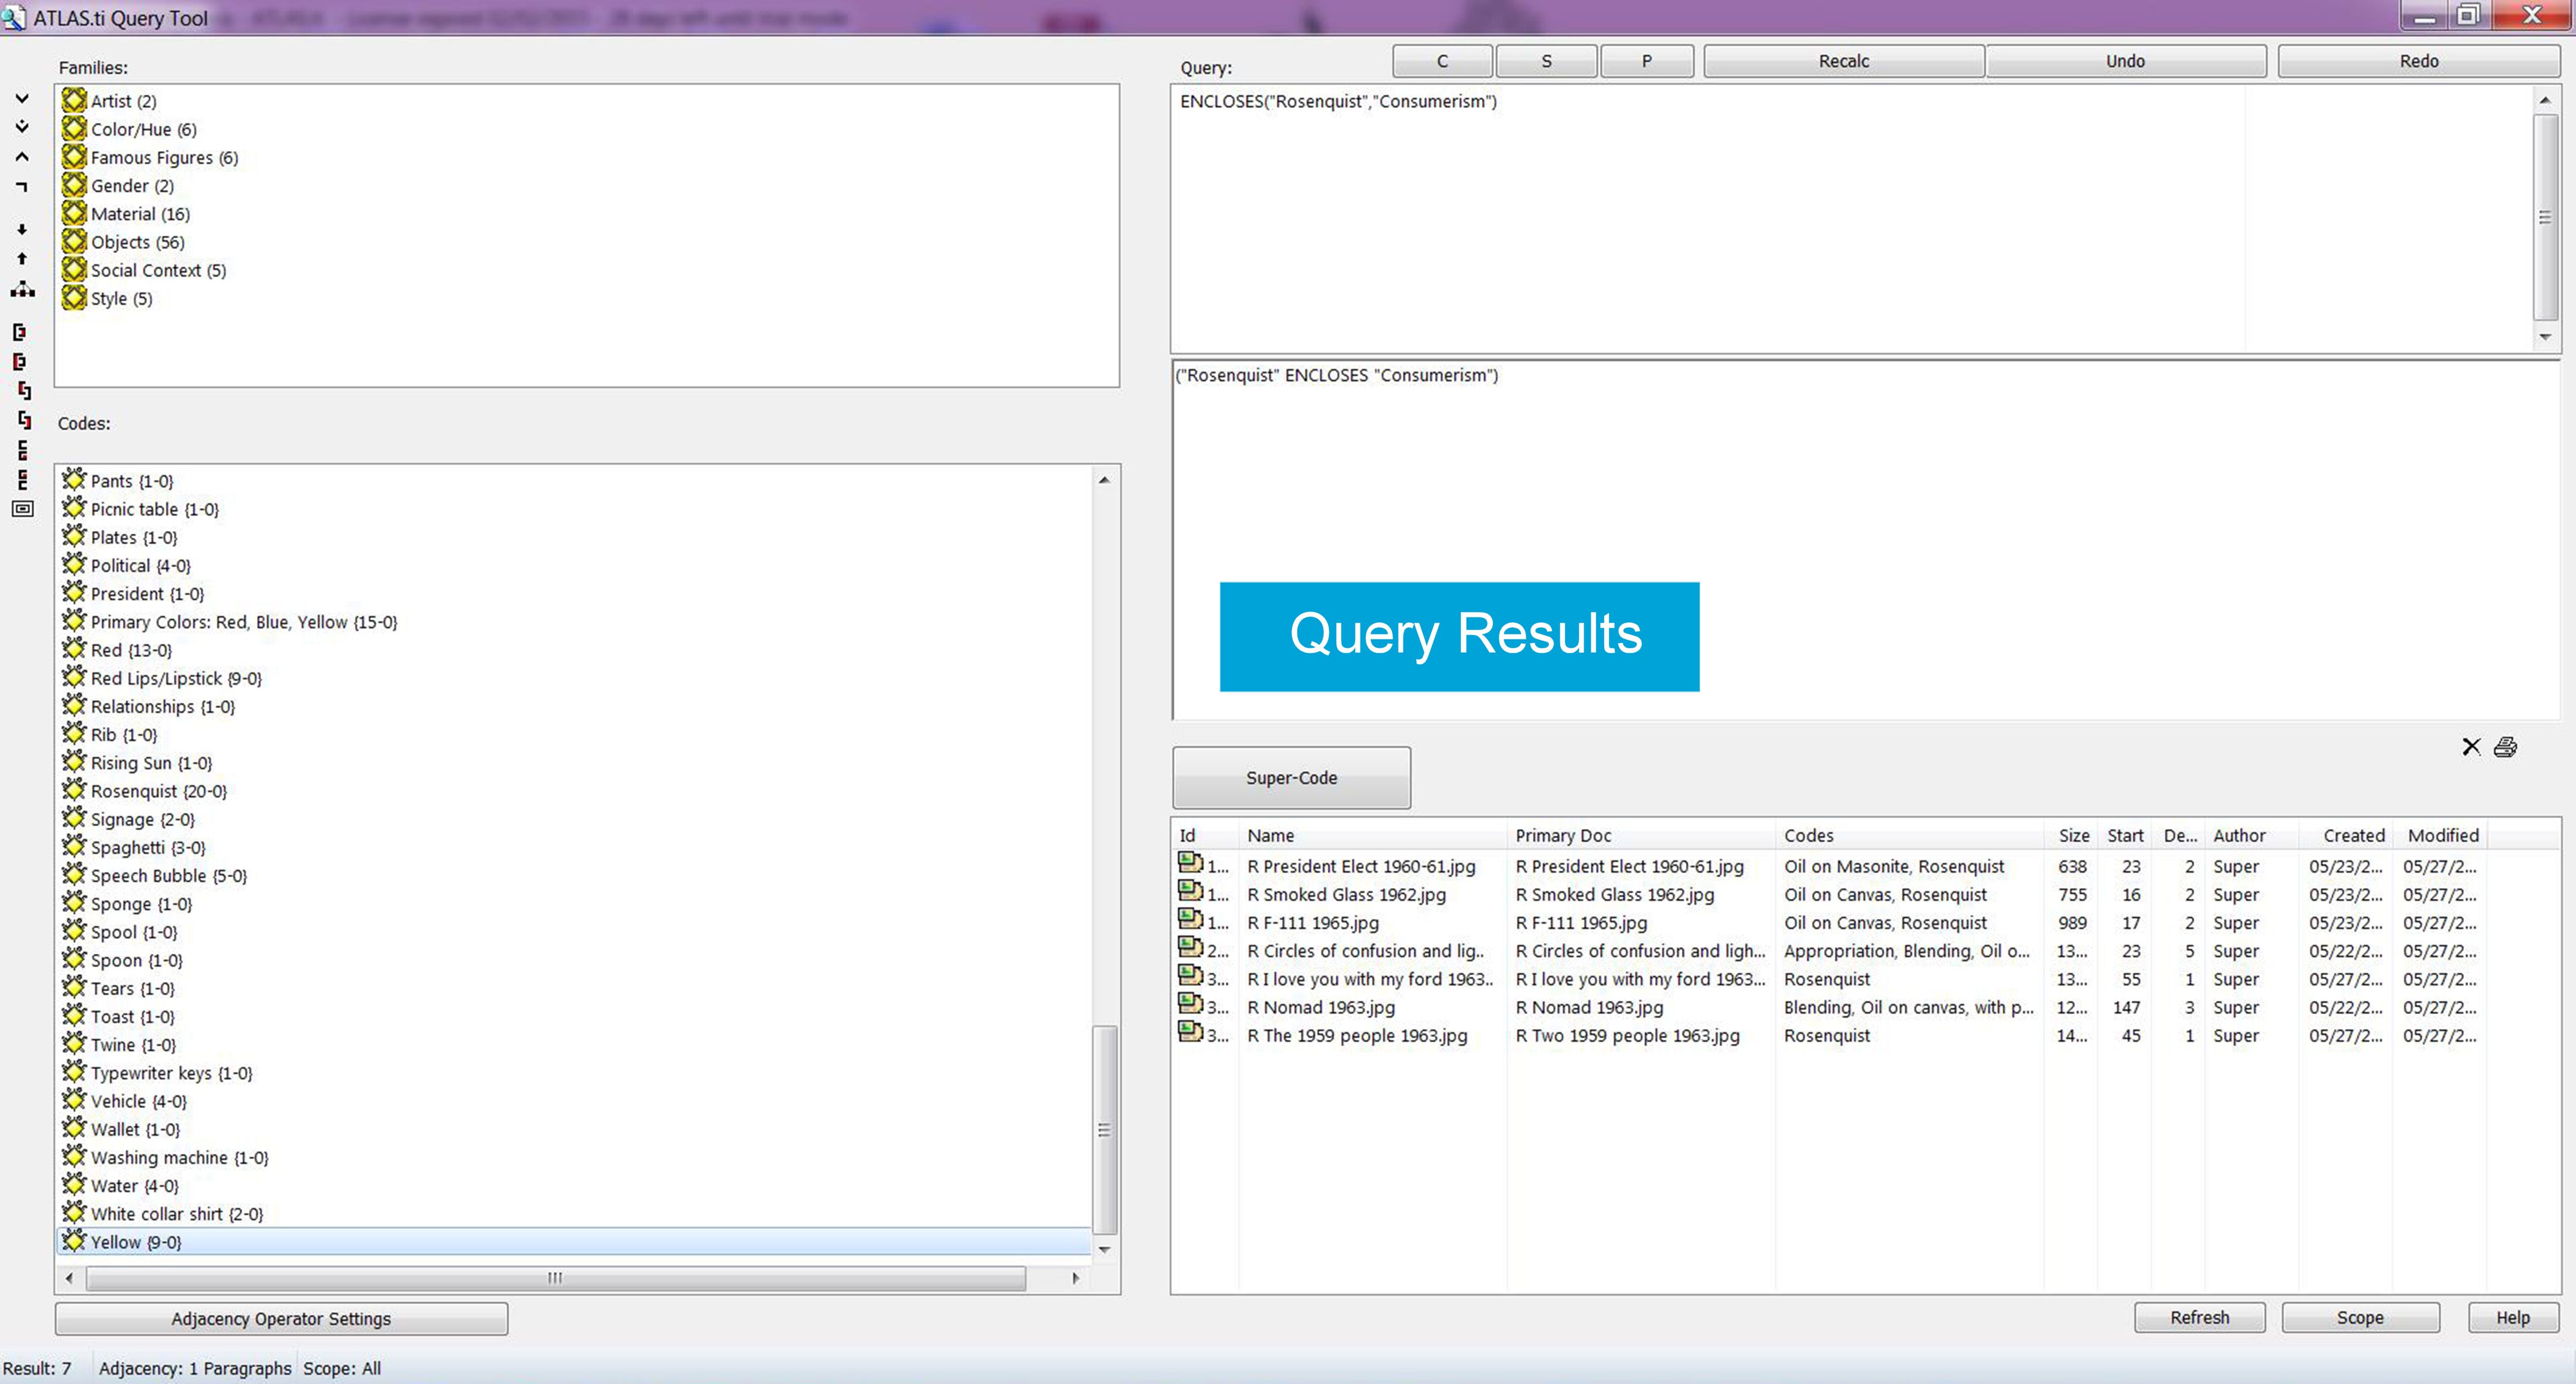 ATLAS.ti Query Tool
Families:
Artist (2)
Color/Hue (6)
Famous Figures (6)
Gender (2)
Material (16)
Objects (56)
Social Context (5)
Style (5)
Codes:
Pants {1-0}
Picnic table {1-0}
Plates {1-0}
Political {4-0}
President {1-0}
Primary Colors: Red, Blue, Yellow {15-0}
Red {13-0}
Red Lips/Lipstick {9-0}
Relationships {1-0}
Rib {1-0}
Rising Sun {1-0}
Rosenquist {20-0}
Signage {2-0}
Spaghetti {3-0}
Speech Bubble {5-0}
Sponge {1-0}
Spool {1-0}
Spoon {1-0}
Tears {1-0}
Toast {1-0}
Twine {1-0}
Typewriter keys {1-0}
Vehicle {4-0}
Wallet {1-0}
Washing machine {1-0}
Water {4-0}
White collar shirt {2-0}
Yellow {9-0}
Adjacency Operator Settings
Query: C S P Recalc Undo Redo
ENCLOSES("Rosenquist","Consumerism")
("Rosenquist" ENCLOSES "Consumerism")
Query Results
Super-Code
Id Name Primary Doc Codes Size Start De... Author Created Modified
1... R President Elect 1960-61.jpg R President Elect 1960-61.jpg Oil on Masonite, Rosenquist 638 23 2 Super 05/23/2... 05/27/2...
1... R Smoked Glass 1962.jpg R Smoked Glass 1962.jpg Oil on Canvas, Rosenquist 755 16 2 Super 05/23/2... 05/27/2...
1... R F-111 1965.jpg R F-111 1965.jpg Oil on Canvas, Rosenquist 989 17 2 Super 05/23/2... 05/27/2...
2... R Circles of confusion and lig.. R Circles of confusion and ligh... Appropriation, Blending, Oil o... 13... 23 5 Super 05/22/2... 05/27/2...
3... R I love you with my ford 1963.. R I love you with my ford 1963... Rosenquist 13... 55 1 Super 05/27/2... 05/27/2...
3... R Nomad 1963.jpg R Nomad 1963.jpg Blending, Oil on canvas, with p... 12... 147 3 Super 05/22/2... 05/27/2...
3... R The 1959 people 1963.jpg R Two 1959 people 1963.jpg Rosenquist 14... 45 1 Super 05/27/2... 05/27/2...
Refresh Scope Help
Result: 7 Adjacency: 1 Paragraphs Scope: All